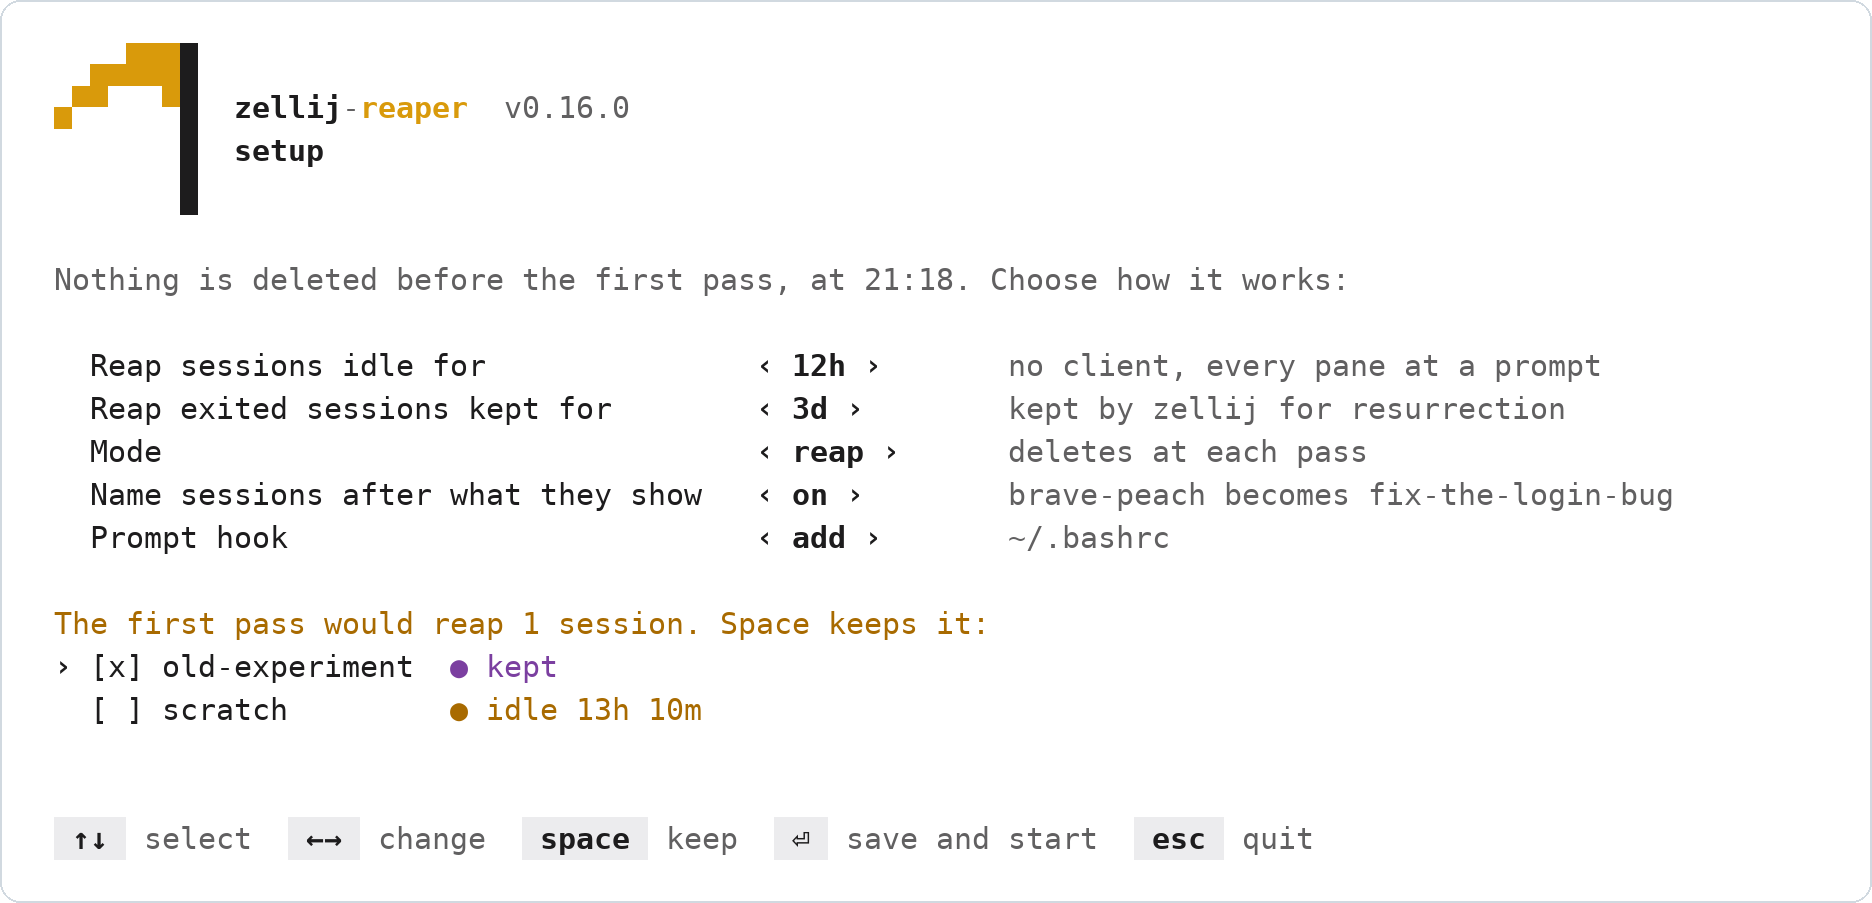 zellij-reaper v0.16.0
setup
Nothing is deleted before the first pass, at 21:18. Choose how it works:
Reap sessions idle for ‹ 12h › no client, every pane at a prompt
Reap exited sessions kept for ‹ 3d › kept by zellij for resurrection
Mode ‹ reap › deletes at each pass
Name sessions after what they show ‹ on › brave-peach becomes fix-the-login-bug
Prompt hook ‹ add › ~/.bashrc
The first pass would reap 1 session. Space keeps it:
› [x] old-experiment ● kept
[ ] scratch ● idle 13h 10m
↑↓ select ←→ change space keep ⏎ save and start esc quit